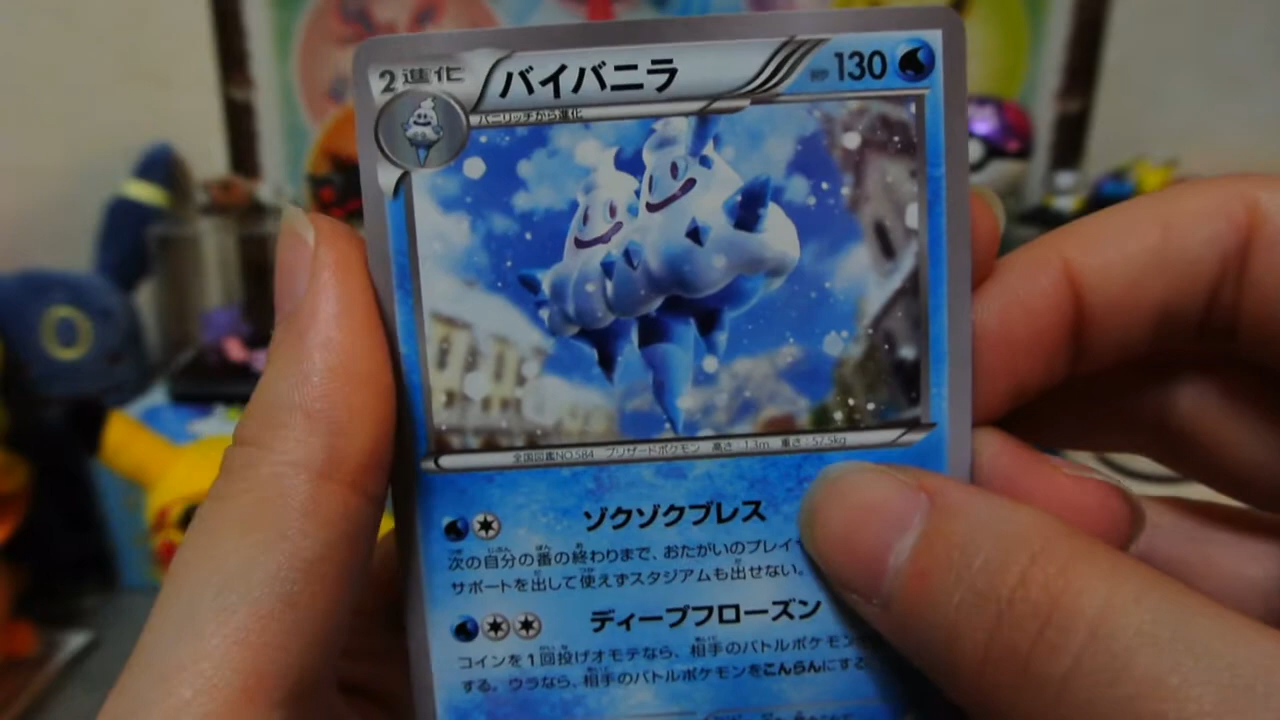 2進化 バイバニラ HP 130
バニリッチから進化
全国図鑑NO.584 ブリザードポケモン 高さ:1.3m 重さ:57.5kg
ゾクゾクブレス
次の自分の番の終わりまで、おたがいのプレイ
サポートを出して使えずスタジアムも出せない。
ディープフローズン
コインを1回投げオモテなら、相手のバトルポケモン
する。ウラなら、相手のバトルポケモンをこんらんにする